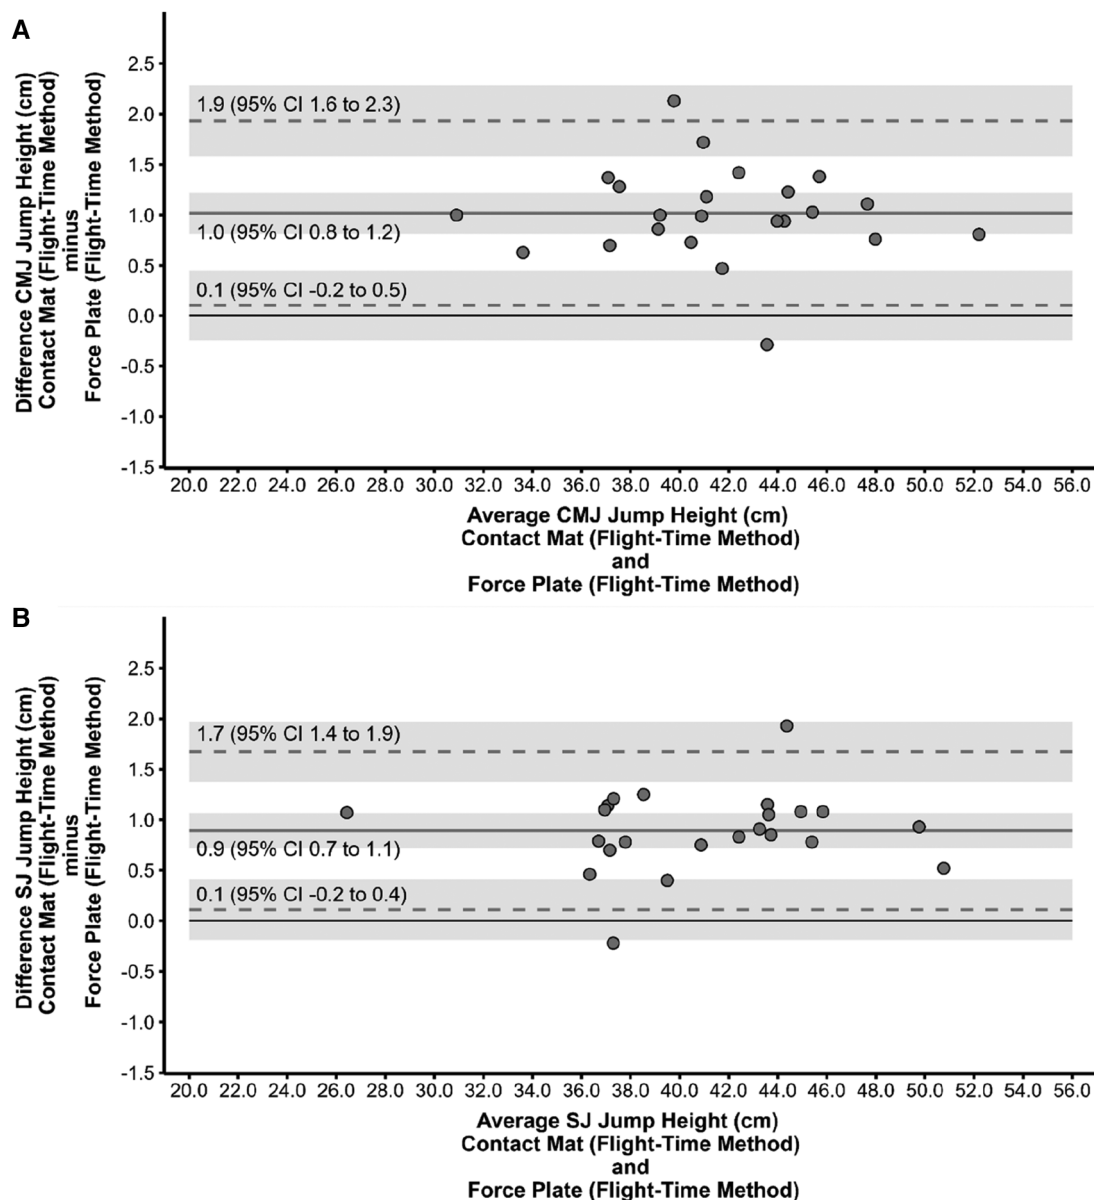 A
Difference CMJ Jump Height (cm)
Contact Mat (Flight-Time Method)
minus
Force Plate (Flight-Time Method)
2.5
2.0
1.5
1.0
0.5
0.0
-0.5
-1.0
-1.5
1.9 (95% CI 1.6 to 2.3)
1.0 (95% CI 0.8 to 1.2)
0.1 (95% CI -0.2 to 0.5)
20.0 22.0 24.0 26.0 28.0 30.0 32.0 34.0 36.0 38.0 40.0 42.0 44.0 46.0 48.0 50.0 52.0 54.0 56.0
Average CMJ Jump Height (cm)
Contact Mat (Flight-Time Method)
and
Force Plate (Flight-Time Method)
B
Difference SJ Jump Height (cm)
Contact Mat (Flight-Time Method)
minus
Force Plate (Flight-Time Method)
2.5
2.0
1.5
1.0
0.5
0.0
-0.5
-1.0
-1.5
1.7 (95% CI 1.4 to 1.9)
0.9 (95% CI 0.7 to 1.1)
0.1 (95% CI -0.2 to 0.4)
20.0 22.0 24.0 26.0 28.0 30.0 32.0 34.0 36.0 38.0 40.0 42.0 44.0 46.0 48.0 50.0 52.0 54.0 56.0
Average SJ Jump Height (cm)
Contact Mat (Flight-Time Method)
and
Force Plate (Flight-Time Method)